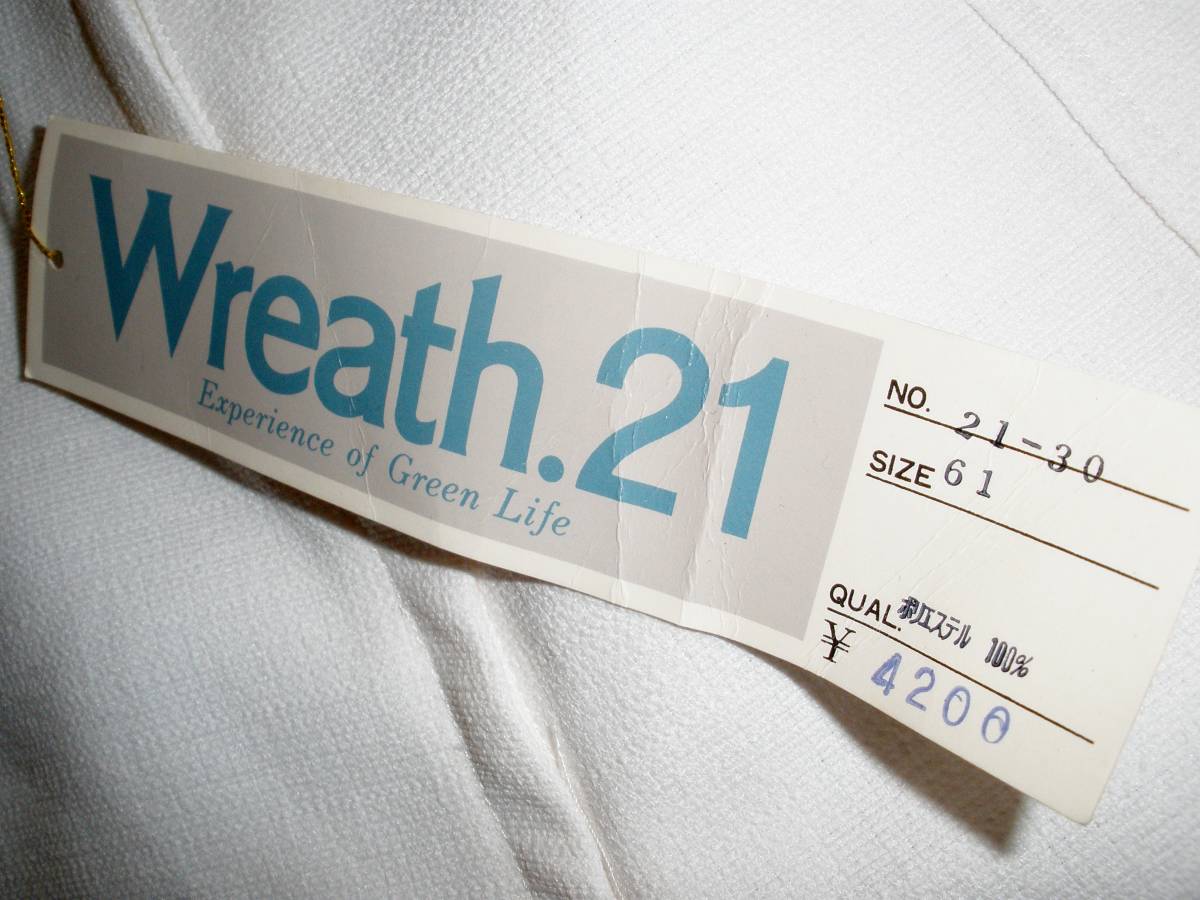 Wreath.21
Experience of Green Life
NO. 21-30
SIZE 61
QUAL. ポリエステル 100%
¥ 4200